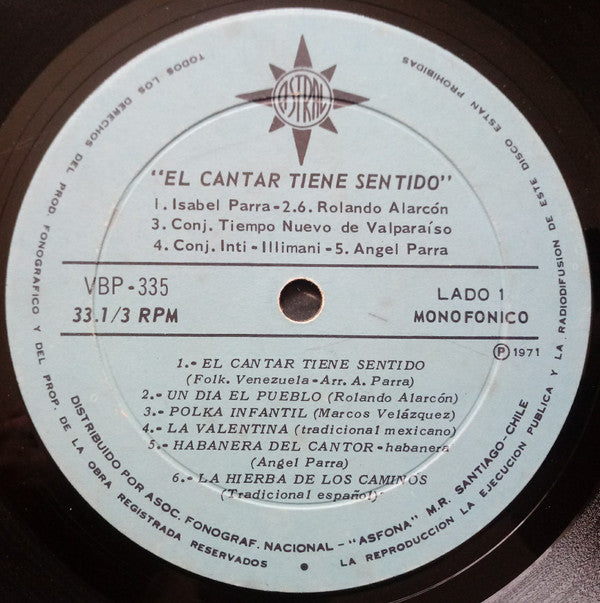 ASTRAL
"EL CANTAR TIENE SENTIDO"
1. Isabel Parra - 2.6. Rolando Alarcón
3. Conj. Tiempo Nuevo de Valparaíso
4. Conj. Inti - Illimani - 5. Angel Parra
VBP - 335
33.1/3 RPM
LADO 1
MONOFONICO
Ⓟ 1971
1.- EL CANTAR TIENE SENTIDO
(Folk. Venezuela - Arr. A. Parra)
2.- UN DIA EL PUEBLO (Rolando Alarcón)
3.- POLKA INFANTIL (Marcos Velázquez)
4.- LA VALENTINA (tradicional mexicano)
5.- HABANERA DEL CANTOR - habanera
(Angel Parra)
6.- LA HIERBA DE LOS CAMINOS
(Tradicional español)
DISTRIBUIDO POR ASOC. FONOGRAF. NACIONAL - "ASFONA" M.R. SANTIAGO - CHILE
TODOS LOS DERECHOS DEL PROD. FONOGRAFICO Y DEL PROP. DE LA OBRA REGISTRADA RESERVADOS • LA REPRODUCCION LA EJECUCION PUBLICA Y LA RADIODIFUSION DE ESTE DISCO ESTAN PROHIBIDAS